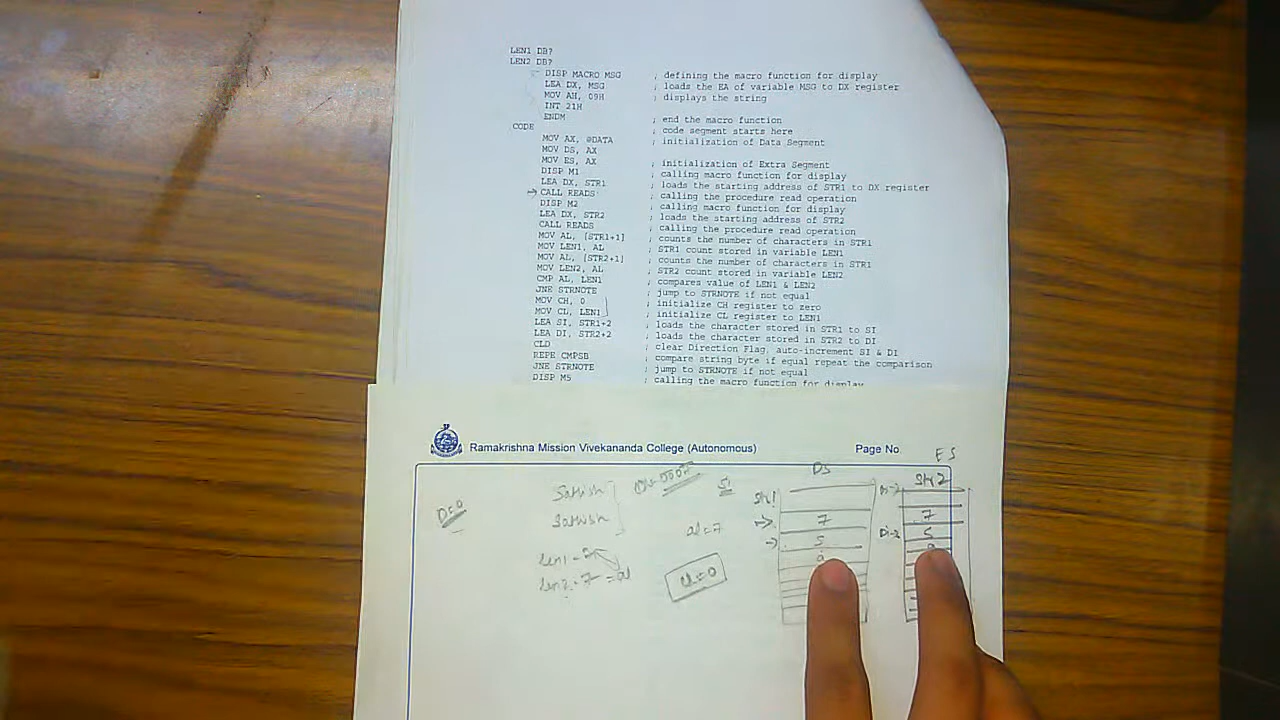 LEN1 DB?
LEN2 DB?
DISP MACRO MSG ; defining the macro function for display
LEA DX, MSG ; loads the EA of variable MSG to DX register
MOV AH, 09H ; displays the string
INT 21H
ENDM ; end the macro function
CODE ; code segment starts here
MOV AX, @DATA ; initialization of Data Segment
MOV DS, AX
MOV ES, AX ; initialization of Extra Segment
DISP M1 ; calling macro function for display
LEA DX, STR1 ; loads the starting address of STR1 to DX register
→ CALL READS ; calling the procedure read operation
DISP M2 ; calling macro function for display
LEA DX, STR2 ; loads the starting address of STR2
CALL READS ; calling the procedure read operation
MOV AL, [STR1+1] ; counts the number of characters in STR1
MOV LEN1, AL ; STR1 count stored in variable LEN1
MOV AL, [STR2+1] ; counts the number of characters in STR1
MOV LEN2, AL ; STR2 count stored in variable LEN2
CMP AL, LEN1 ; compares value of LEN1 & LEN2
JNE STRNOTE ; jump to STRNOTE if not equal
MOV CH, 0 ; initialize CH register to zero
MOV CL, LEN1 ; initialize CL register to LEN1
LEA SI, STR1+2 ; loads the character stored in STR1 to SI
LEA DI, STR2+2 ; loads the character stored in STR2 to DI
CLD ; clear Direction Flag, auto-increment SI & DI
REPE CMPSB ; compare string byte if equal repeat the comparison
JNE STRNOTE ; jump to STRNOTE if not equal
DISP M5 ; calling the macro function for display
Ramakrishna Mission Vivekananda College (Autonomous) Page No
ES
DS
Str2
Str1
SI
D=0
Sathish
Sathish
al=7
7
7
S
S
a
len1 =
len2 = 7 = al
cl=0